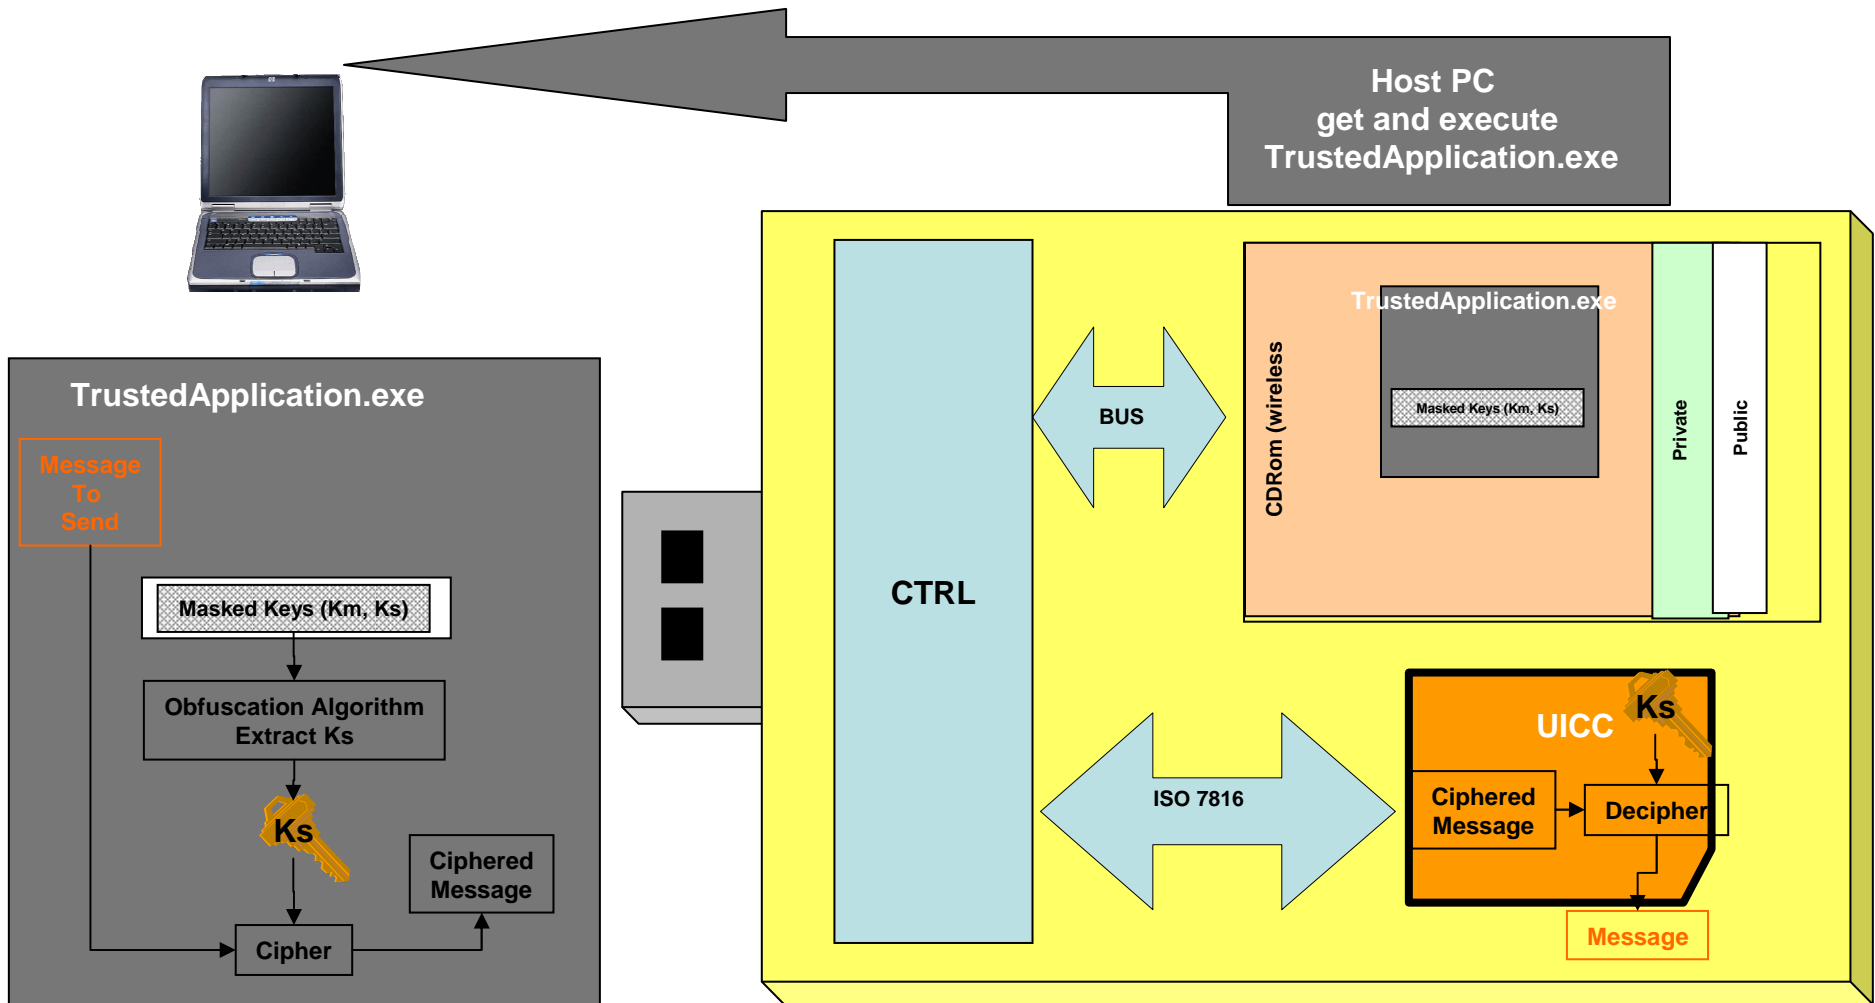 Host PC
get and execute
TrustedApplication.exe
TrustedApplication.exe
Message
To
Send
Masked Keys (Km, Ks)
Obfuscation Algorithm
Extract Ks
Ks
Cipher
Ciphered
Message
CTRL
BUS
ISO 7816
CDRom (wireless
TrustedApplication.exe
Masked Keys (Km, Ks)
Private
Public
UICC
Ks
Ciphered
Message
Decipher
Message